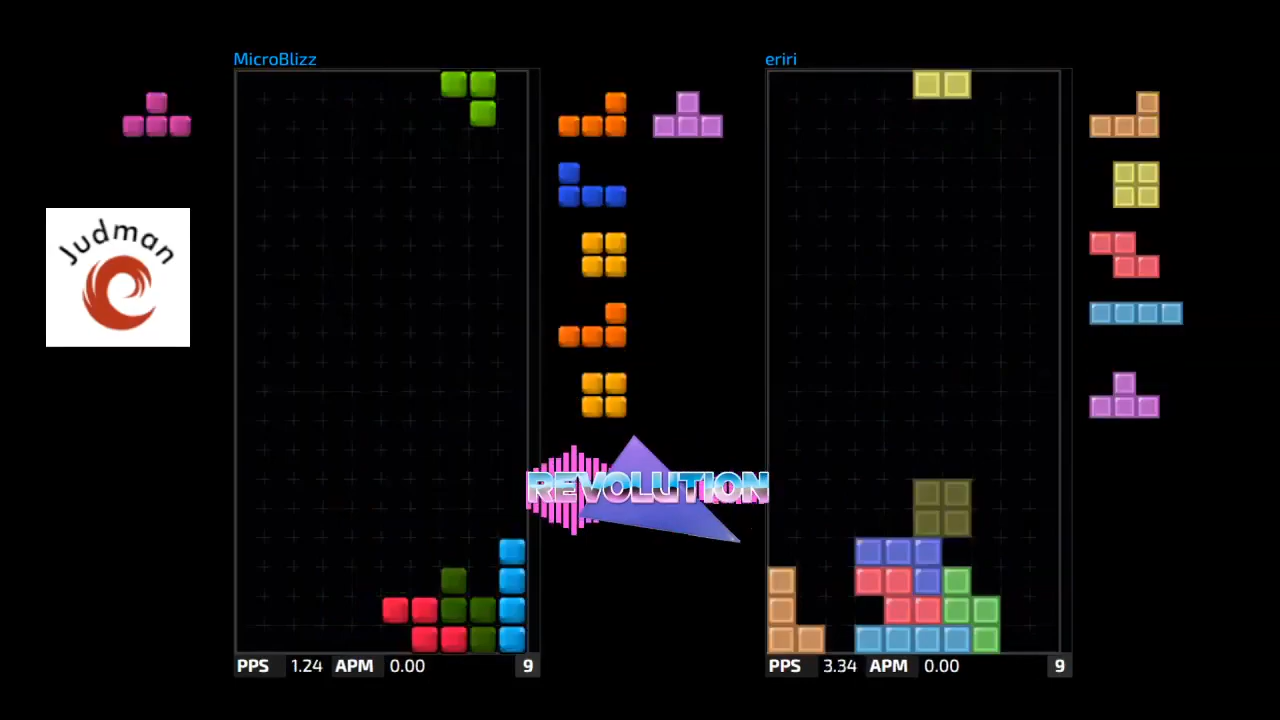 MicroBlizz
eriri
Judman
REVOLUTION
PPS 1.24 APM 0.00 9
PPS 3.34 APM 0.00 9